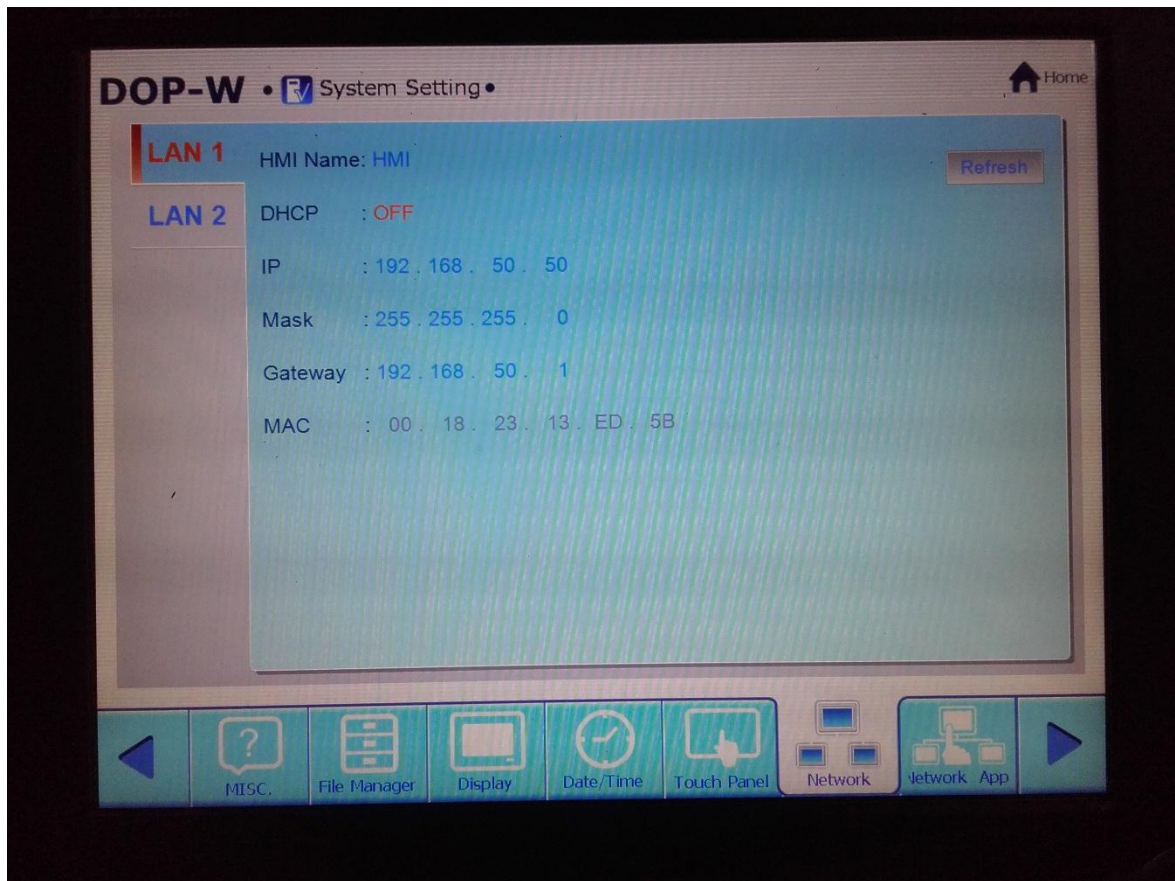 DOP-W • System Setting • Home
LAN 1
LAN 2
HMI Name: HMI
Refresh
DHCP : OFF
IP : 192 . 168 . 50 . 50
Mask : 255 . 255 . 255 . 0
Gateway : 192 . 168 . 50 . 1
MAC : 00 . 18 . 23 . 13 . ED . 5B
? MISC.
File Manager
Display
Date/Time
Touch Panel
Network
Network App